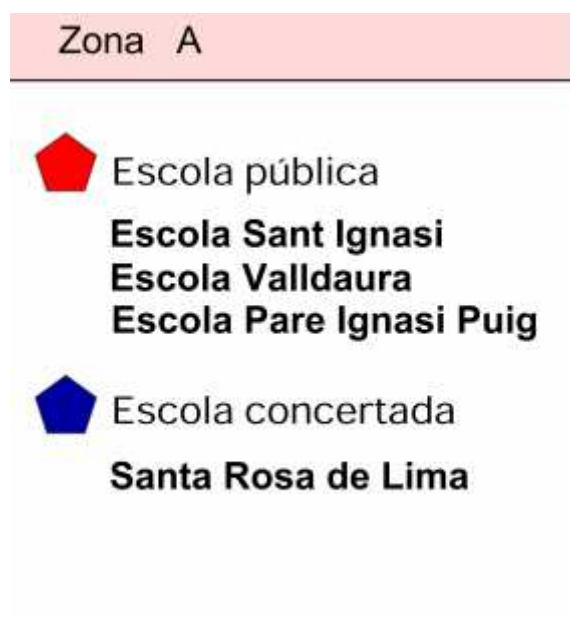 Zona A
Escola pública
Escola Sant Ignasi
Escola Valldaura
Escola Pare Ignasi Puig
Escola concertada
Santa Rosa de Lima